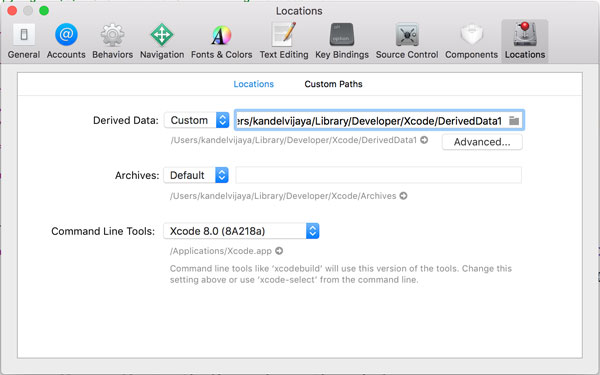 Locations
General Accounts Behaviors Navigation Fonts & Colors Text Editing Key Bindings Source Control Components Locations
Locations Custom Paths
Derived Data: Custom ers/kandelvijaya/Library/Developer/Xcode/DerivedData1
/Users/kandelvijaya/Library/Developer/Xcode/DerivedData1 Advanced...
Archives: Default
/Users/kandelvijaya/Library/Developer/Xcode/Archives
Command Line Tools: Xcode 8.0 (8A218a)
/Applications/Xcode.app
Command line tools like 'xcodebuild' will use this version of the tools. Change this
setting above or use 'xcode-select' from the command line.